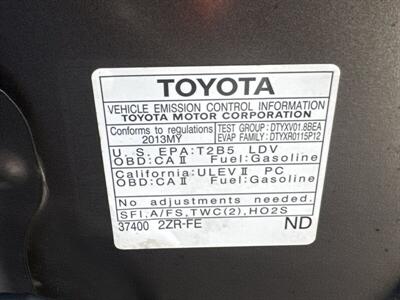 TOYOTA
VEHICLE EMISSION CONTROL INFORMATION
TOYOTA MOTOR CORPORATION
Conforms to regulations
2013MY
TEST GROUP : DTYXV01.8BEA
EVAP FAMILY : DTYXR0115P12
U.S. EPA:T2B5 LDV
OBD:CAⅡ Fuel:Gasoline
California:ULEVⅡ PC
OBD:CAⅡ Fuel:Gasoline
No adjustments needed.
SFI,A/FS,TWC(2),HO2S
37400 2ZR-FE ND